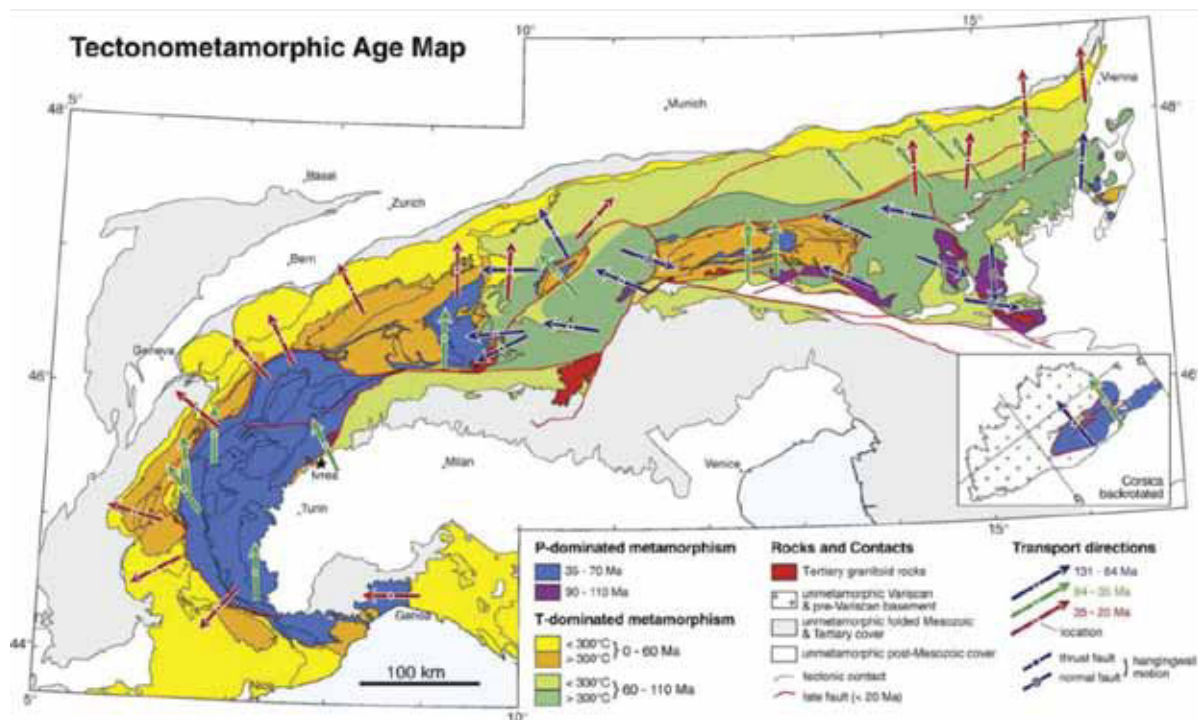 Tectonometamorphic Age Map
10°
15°
Vienna
48°
5°
Munich
48°
Basel
Zurich
Bern
Geneva
46°
46°
Ivrea
Milan
Venice
Turin
Corsica
backrotated
15°
Genoa
44°
Nice
100 km
5°
10°
P-dominated metamorphism
35 - 70 Ma
90 - 110 Ma
T-dominated metamorphism
< 300°C
> 300°C
} 0 - 60 Ma
< 300°C
> 300°C
} 60 - 110 Ma
Rocks and Contacts
Tertiary granitoid rocks
unmetamorphic Variscan
& pre-Variscan basement
unmetamorphic folded Mesozoic
& Tertiary cover
unmetamorphic post-Mesozoic cover
tectonic contact
late fault (< 20 Ma)
Transport directions
131 - 84 Ma
84 - 35 Ma
35 - 20 Ma
location
thrust fault
normal fault
} hangingwall
motion